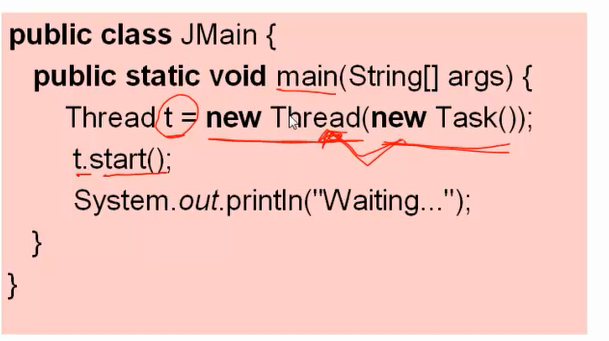 public class JMain {
public static void main(String[] args) {
Thread t = new Thread(new Task());
t.start();
System.out.println("Waiting...");
}
}